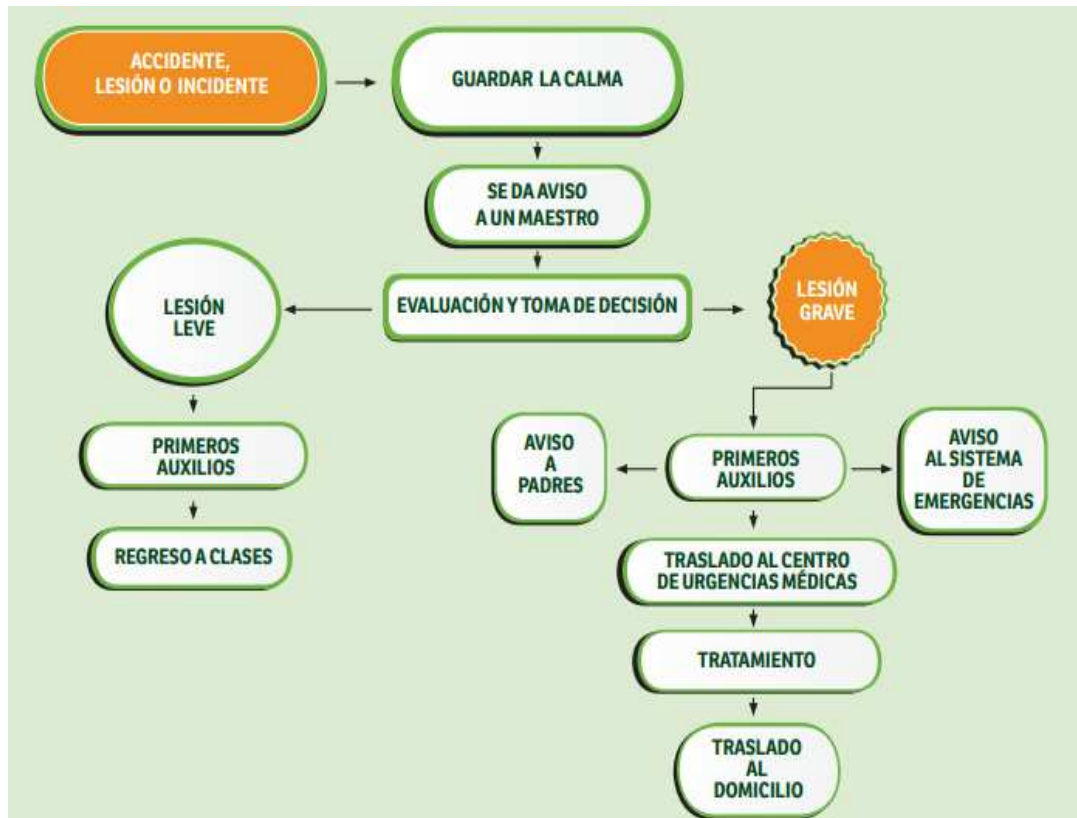 ACCIDENTE,
LESIÓN O INCIDENTE
GUARDAR LA CALMA
SE DA AVISO
A UN MAESTRO
EVALUACIÓN Y TOMA DE DECISIÓN
LESIÓN
LEVE
PRIMEROS
AUXILIOS
REGRESO A CLASES
LESIÓN
GRAVE
AVISO
A
PADRES
PRIMEROS
AUXILIOS
AVISO
AL SISTEMA
DE
EMERGENCIAS
TRASLADO AL CENTRO
DE URGENCIAS MÉDICAS
TRATAMIENTO
TRASLADO
AL
DOMICILIO